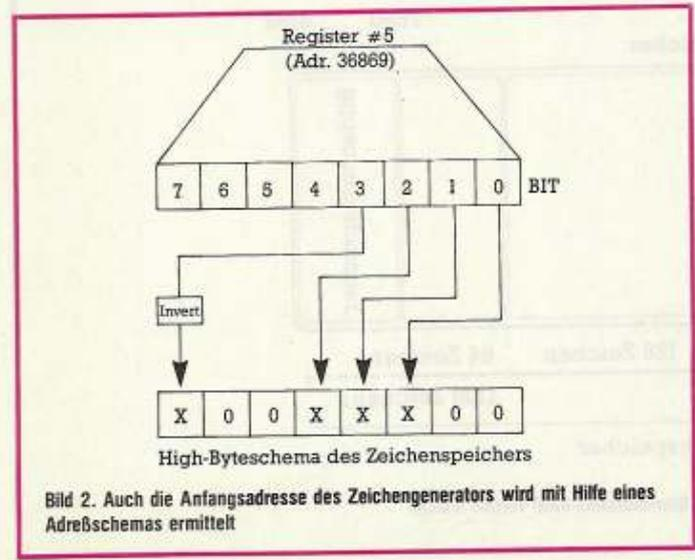 Register #5
(Adr. 36869)
7 6 5 4 3 2 1 0 BIT
Invert
X 0 0 X X X 0 0
High-Byteschema des Zeichenspeichers
Bild 2. Auch die Anfangsadresse des Zeichengenerators wird mit Hilfe eines
Adreßschemas ermittelt